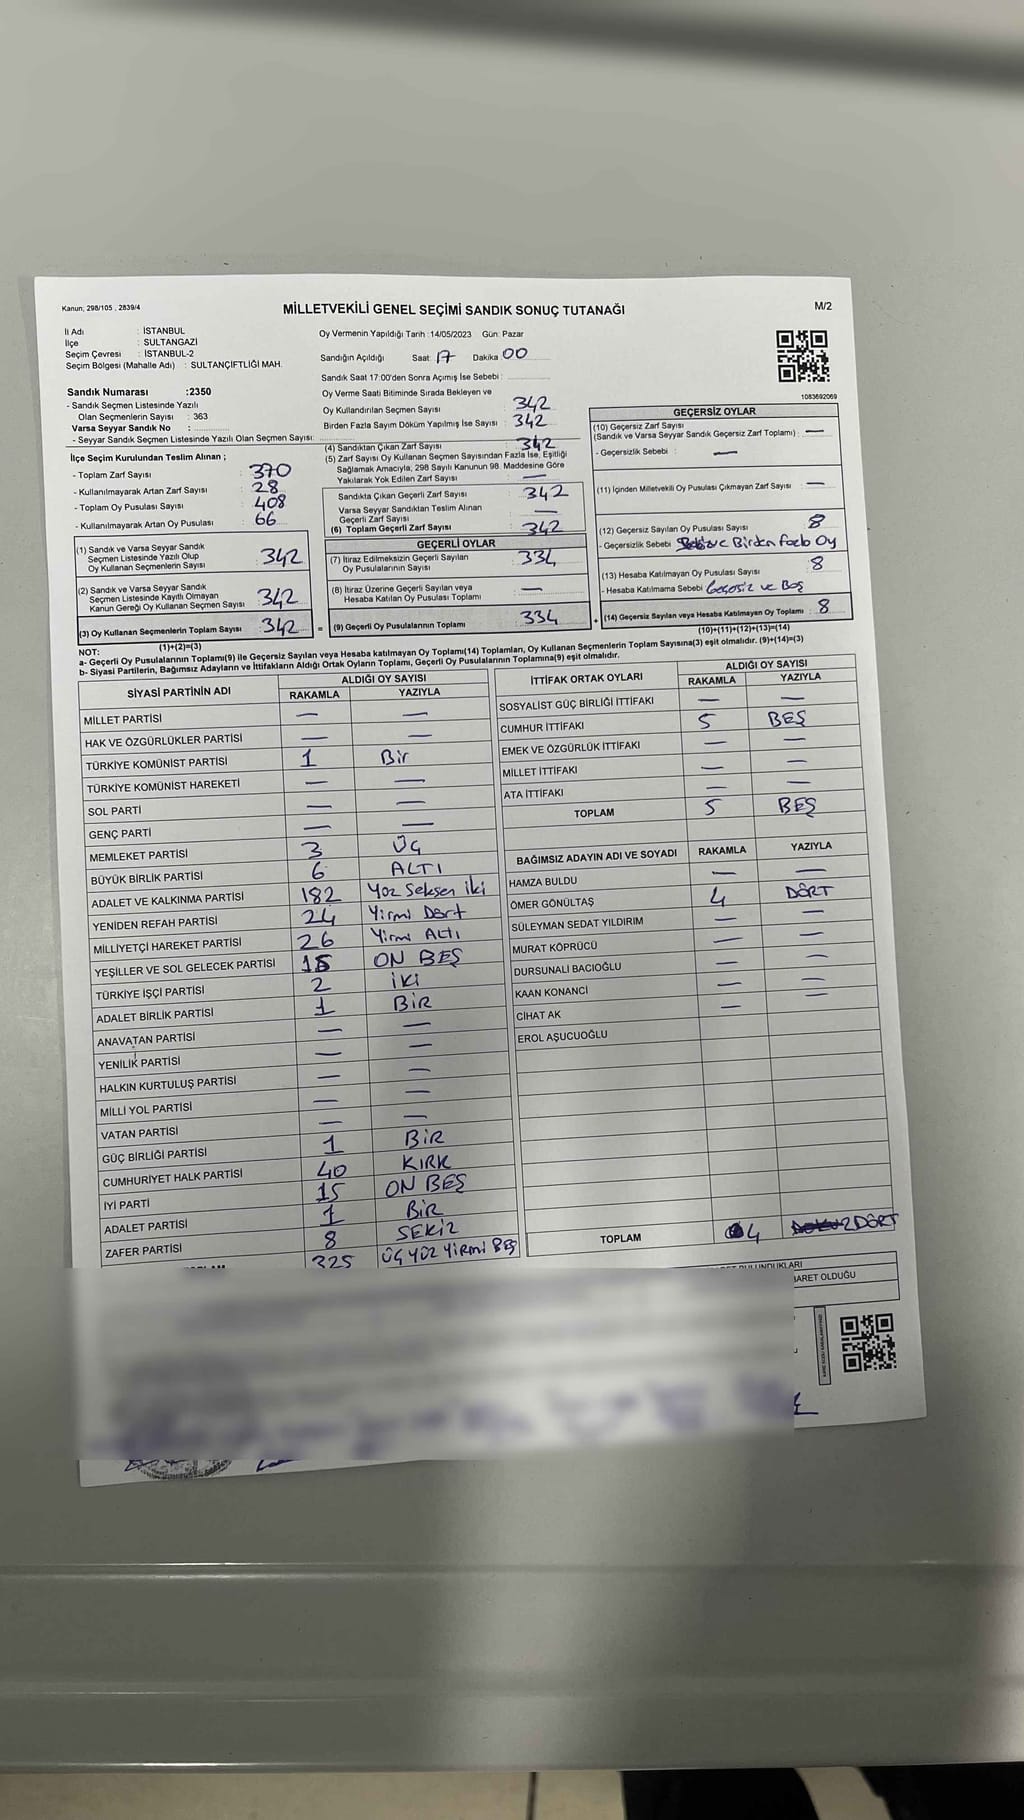 Kanun, 298/105 , 2839/4
MİLLETVEKİLİ GENEL SEÇİMİ SANDIK SONUÇ TUTANAĞI
M/2
İl Adı : İSTANBUL
İlçe : SULTANGAZİ
Seçim Çevresi : İSTANBUL-2
Seçim Bölgesi (Mahalle Adı) : SULTANÇİFTLİĞİ MAH.
Oy Vermenin Yapıldığı Tarih :14/05/2023 Gün: Pazar
Sandığın Açıldığı Saat: 17 Dakika 00
Sandık Saat 17:00'den Sonra Açımış İse Sebebi :
Oy Verme Saati Bitiminde Sırada Bekleyen ve
Oy Kullandırılan Seçmen Sayısı : 342
Birden Fazla Sayım Döküm Yapılmış İse Sayısı : 342
1083692069
Sandık Numarası :2350
- Sandık Seçmen Listesinde Yazılı
Olan Seçmenlerin Sayısı : 363
Varsa Seyyar Sandık No :
- Seyyar Sandık Seçmen Listesinde Yazılı Olan Seçmen Sayısı:
İlçe Seçim Kurulundan Teslim Alınan ;
- Toplam Zarf Sayısı : 370
- Kullanılmayarak Artan Zarf Sayısı : 28
- Toplam Oy Pusulası : 408
- Kullanılmayarak Artan Oy Pusulası : 66
(1) Sandık ve Varsa Seyyar Sandık
Seçmen Listesinde Yazılı Olup
Oy Kullanan Seçmenlerin Sayısı : 342
(2) Sandık ve Varsa Seyyar Sandık
Seçmen Listesinde Kayıtlı Olmayan
Kanun Gereği Oy Kullanan Seçmen Sayısı : 342
(3) Oy Kullanan Seçmenlerin Toplam Sayısı : 342
(1)+(2)=(3)
(4) Sandıktan Çıkan Zarf Sayısı : 342
(5) Zarf Sayısı Oy Kullanan Seçmen Sayısından Fazla İse, Eşitliği
Sağlamak Amacıyla, 298 Sayılı Kanunun 98. Maddesine Göre
Yakılarak Yok Edilen Zarf Sayısı : —
Sandıkta Çıkan Geçerli Zarf Sayısı : 342
Varsa Seyyar Sandıktan Teslim Alınan
Geçerli Zarf Sayısı : —
(6) Toplam Geçerli Zarf Sayısı : 342
GEÇERLİ OYLAR
(7) İtiraz Edilmeksizin Geçerli Sayılan
Oy Pusulalarının Sayısı : 334
(8) İtiraz Üzerine Geçerli Sayılan veya
Hesaba Katılan Oy Pusulası Toplamı : —
= (9) Geçerli Oy Pusulalarının Toplamı : 334
GEÇERSİZ OYLAR
(10) Geçersiz Zarf Sayısı
(Sandık ve Varsa Seyyar Sandık Geçersiz Zarf Toplamı) : —
- Geçersizlik Sebebi : —
(11) İçinden Milletvekili Oy Pusulası Çıkmayan Zarf Sayısı : —
(12) Geçersiz Sayılan Oy Pusulası Sayısı : 8
- Geçersizlik Sebebi ve Birden Fazla Oy
(13) Hesaba Katılmayan Oy Pusulası Sayısı : 8
- Hesaba Katılmama Sebebi Geçersiz ve Boş
+ (14) Geçersiz Sayılan veya Hesaba Katılmayan Oy Toplamı : 8
(10)+(11)+(12)+(13)=(14)
NOT:
a- Geçerli Oy Pusulalarının Toplamı(9) ile Geçersiz Sayılan veya Hesaba katılmayan Oy Toplamı(14) Toplamları, Oy Kullanan Seçmenlerin Toplam Sayısına(3) eşit olmalıdır. (9)+(14)=(3)
b- Siyasi Partilerin, Bağımsız Adayların ve İttifakların Aldığı Ortak Oyların Toplamı, Geçerli Oy Pusulalarının Toplamına(9) eşit olmalıdır.
SİYASİ PARTİNİN ADI ALDIĞI OY SAYISI
RAKAMLA YAZIYLA
MİLLET PARTİSİ — —
HAK VE ÖZGÜRLÜKLER PARTİSİ — —
TÜRKİYE KOMÜNİST PARTİSİ 1 Bir
TÜRKİYE KOMÜNİST HAREKETİ — —
SOL PARTİ — —
GENÇ PARTİ — —
MEMLEKET PARTİSİ 3 ÜÇ
BÜYÜK BİRLİK PARTİSİ 6 ALTI
ADALET VE KALKINMA PARTİSİ 182 Yüz Seksen iki
YENİDEN REFAH PARTİSİ 24 Yirmi Dört
MİLLİYETÇİ HAREKET PARTİSİ 26 Yirmi ALTI
YEŞİLLER VE SOL GELECEK PARTİSİ 15 ON BEŞ
TÜRKİYE İŞÇİ PARTİSİ 2 İKİ
ADALET BİRLİK PARTİSİ 1 BİR
ANAVATAN PARTİSİ — —
YENİLİK PARTİSİ — —
HALKIN KURTULUŞ PARTİSİ — —
MİLLİ YOL PARTİSİ — —
VATAN PARTİSİ — —
GÜÇ BİRLİĞİ PARTİSİ 1 BİR
CUMHURİYET HALK PARTİSİ 40 KIRK
İYİ PARTİ 15 ON BEŞ
ADALET PARTİSİ 1 BİR
ZAFER PARTİSİ 8 SEKİZ
325 ÜÇ YÜZ YİRMİ BEŞ
İTTİFAK ORTAK OYLARI ALDIĞI OY SAYISI
RAKAMLA YAZIYLA
SOSYALİST GÜÇ BİRLİĞİ İTTİFAKI — —
CUMHUR İTTİFAKI 5 BEŞ
EMEK VE ÖZGÜRLÜK İTTİFAKI — —
MİLLET İTTİFAKI — —
ATA İTTİFAKI — —
TOPLAM 5 BEŞ
BAĞIMSIZ ADAYIN ADI VE SOYADI RAKAMLA YAZIYLA
HAMZA BULDU — —
ÖMER GÖNÜLTAŞ 4 DÖRT
SÜLEYMAN SEDAT YILDIRIM — —
MURAT KÖPRÜCÜ — —
DURSUNALİ BACIOĞLU — —
KAAN KONANCİ — —
CİHAT AK — —
EROL AŞUCUOĞLU
TOPLAM 4 DÖRT
BULUNDUKLARI
İBARET OLDUĞU